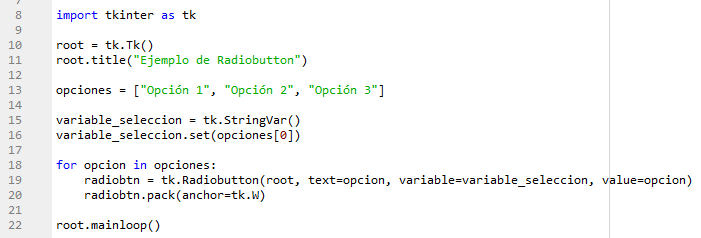 8 import tkinter as tk
9
10 root = tk.Tk()
11 root.title("Ejemplo de Radiobutton")
12
13 opciones = ["Opción 1", "Opción 2", "Opción 3"]
14
15 variable_seleccion = tk.StringVar()
16 variable_seleccion.set(opciones[0])
17
18 for opcion in opciones:
19     radiobtn = tk.Radiobutton(root, text=opcion, variable=variable_seleccion, value=opcion)
20     radiobtn.pack(anchor=tk.W)
21
22 root.mainloop()